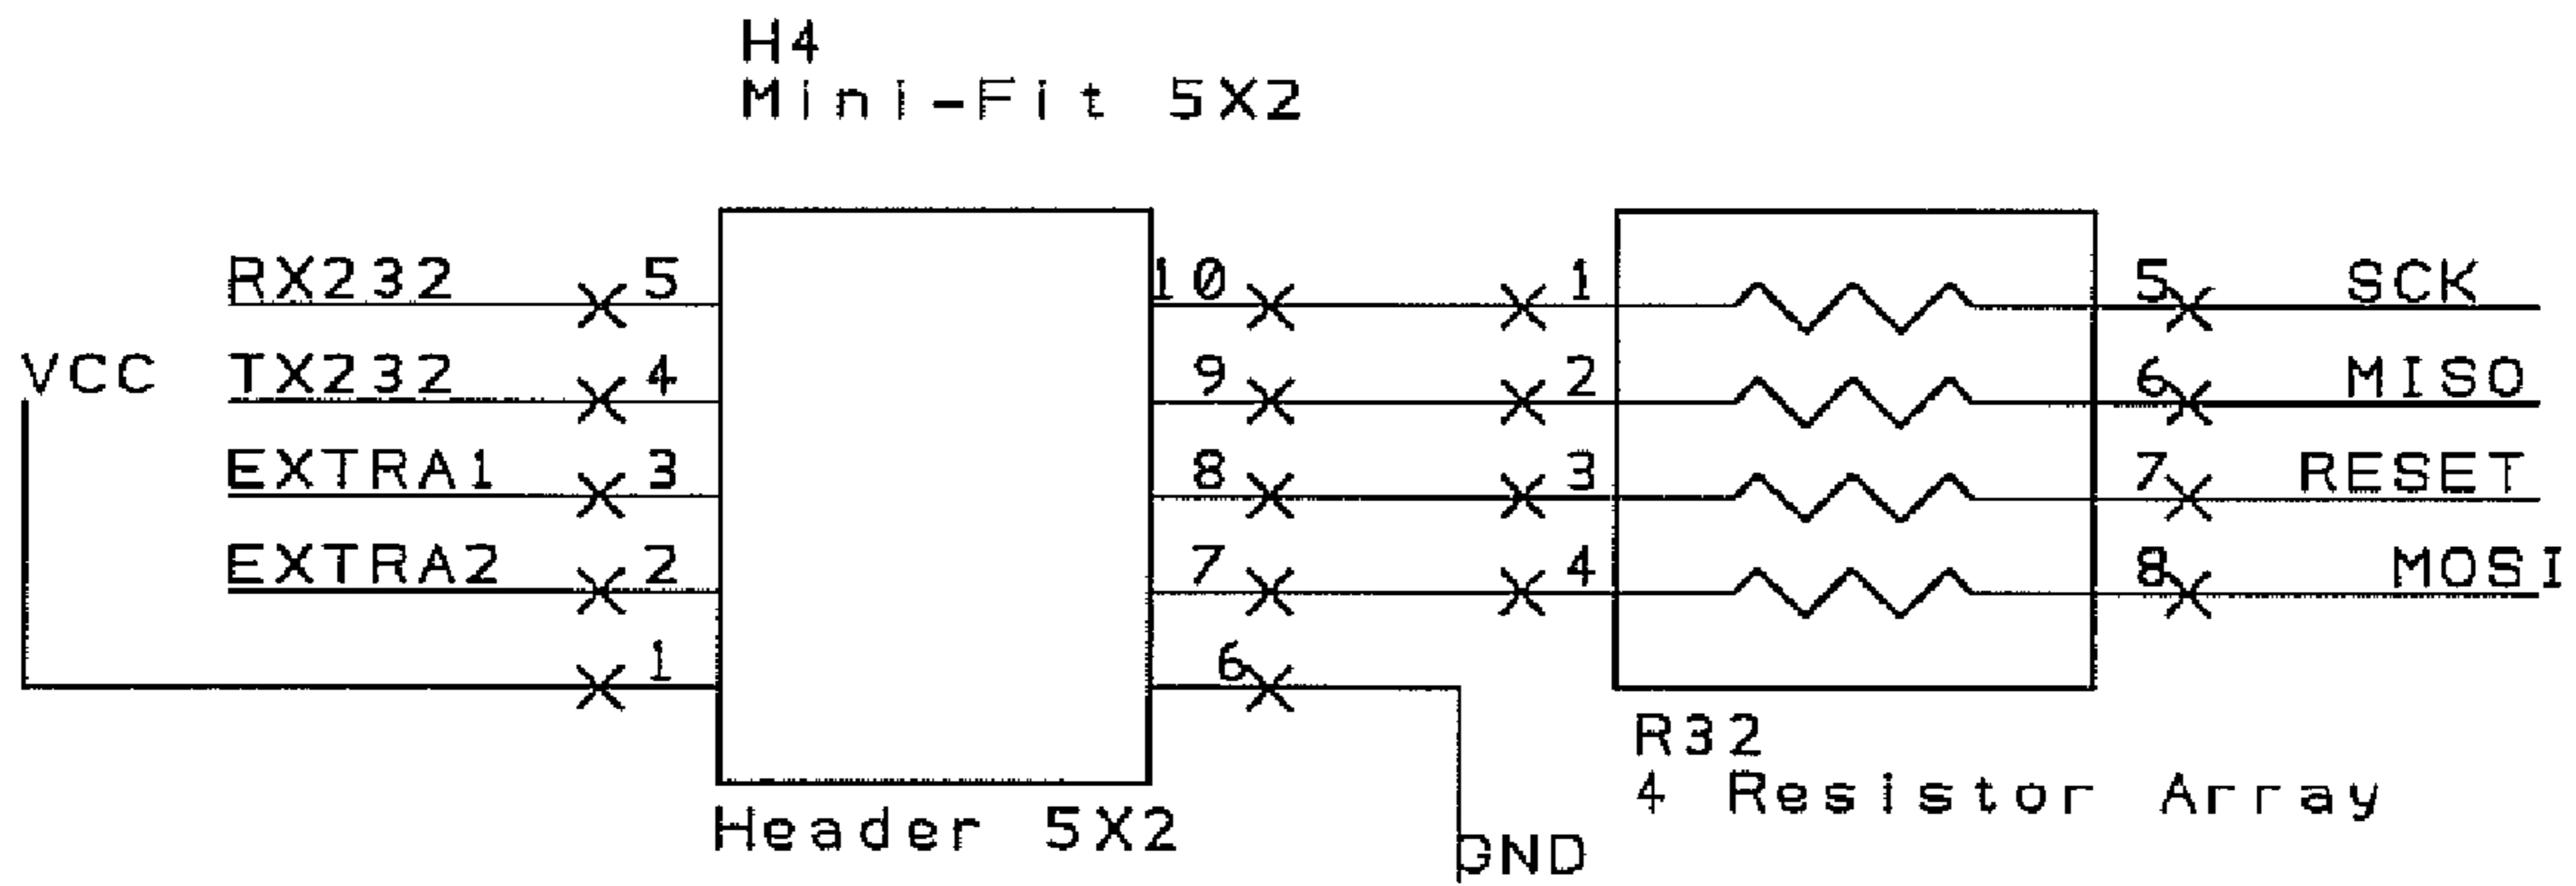 H4
Mini-Fit 5X2
RX232 5 10 1 5 SCK
VCC TX232 4 9 2 6 MISO
EXTRA1 3 8 3 7 RESET
EXTRA2 2 7 4 8 MOSI
1 6
R32
4 Resistor Array
Header 5X2
GND